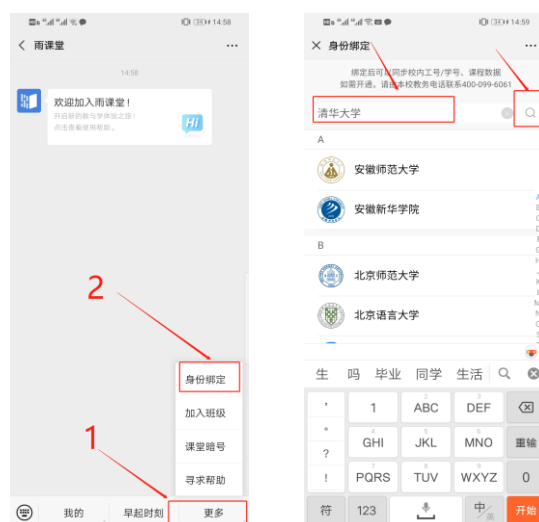 14:58
雨课堂
14:58
欢迎加入雨课堂！
开启新的教与学体验之旅！
点击查看使用帮助。
Hi
2
身份绑定
加入班级
1
课堂暗号
寻求帮助
我的
早起时刻
更多
14:59
身份绑定
绑定后可以同步校内工号/学号、课程数据
如需开通，请
本校教务电话联系400-099-6061
清华大学
A
安徽师范大学
安徽新华学院
B
北京师范大学
北京语言大学
生 吗 毕业 同学 生活
, 1 ABC DEF
。 GHI JKL MNO 重输
?
! PQRS TUV WXYZ 0
符 123 中/英 开始